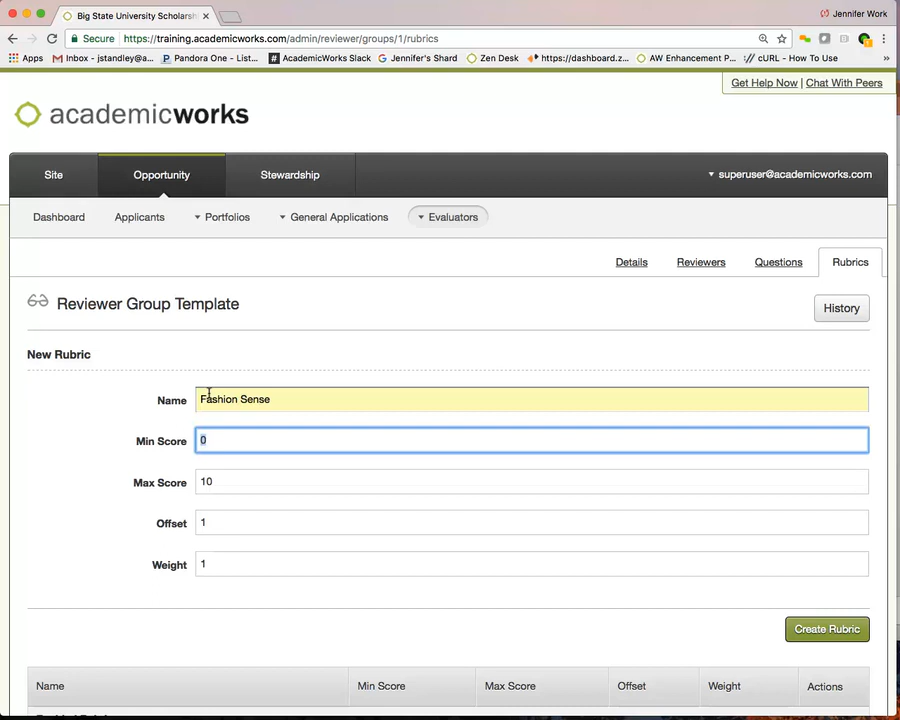 Big State University Scholarsh
Jennifer Work
Secure
https://training.academicworks.com/admin/reviewer/groups/1/rubrics
Apps
Inbox - jstandley@a...
Pandora One - List...
AcademicWorks Slack
Jennifer's Shard
Zen Desk
https://dashboard.z...
AW Enhancement P...
cURL - How To Use
»
Get Help Now | Chat With Peers
academicworks
Site
Opportunity
Stewardship
superuser@academicworks.com
Dashboard
Applicants
Portfolios
General Applications
Evaluators
Details
Reviewers
Questions
Rubrics
Reviewer Group Template
History
New Rubric
Name
Fashion Sense
Min Score
0
Max Score
10
Offset
1
Weight
1
Create Rubric
Name
Min Score
Max Score
Offset
Weight
Actions